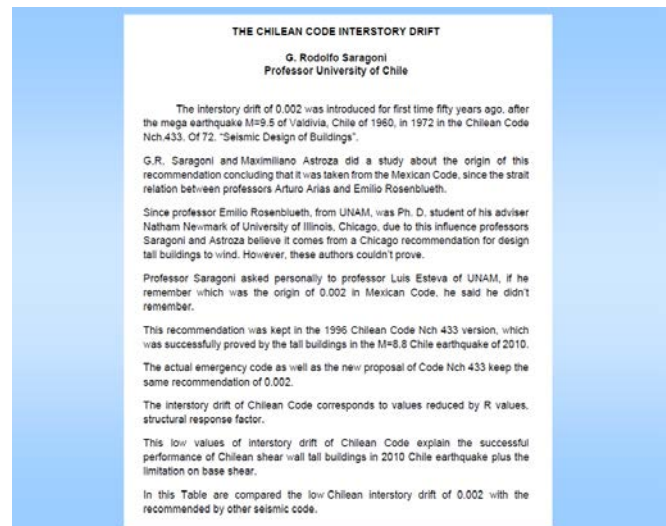 THE CHILEAN CODE INTERSTORY DRIFT
G. Rodolfo Saragoni
Professor University of Chile
The interstory drift of 0.002 was introduced for first time fifty years ago, after
the mega earthquake M=9.5 of Valdivia, Chile of 1960, in 1972 in the Chilean Code
Nch.433. Of 72. "Seismic Design of Buildings".
G.R. Saragoni and Maximiliano Astroza did a study about the origin of this
recommendation concluding that it was taken from the Mexican Code, since the strait
relation between professors Arturo Arias and Emilio Rosenblueth.
Since professor Emilio Rosenblueth, from UNAM, was Ph. D. student of his adviser
Natham Newmark of University of Illinois, Chicago, due to this influence professors
Saragoni and Astroza believe it comes from a Chicago recommendation for design
tall buildings to wind. However, these authors couldn't prove.
Professor Saragoni asked personally to professor Luis Esteva of UNAM, if he
remember which was the origin of 0.002 in Mexican Code, he said he didn't
remember.
This recommendation was kept in the 1996 Chilean Code Nch 433 version, which
was successfully proved by the tall buildings in the M=8.8 Chile earthquake of 2010.
The actual emergency code as well as the new proposal of Code Nch 433 keep the
same recommendation of 0.002.
The interstory drift of Chilean Code corresponds to values reduced by R values,
structural response factor.
This low values of interstory drift of Chilean Code explain the successful
performance of Chilean shear wall tall buildings in 2010 Chile earthquake plus the
limitation on base shear.
In this Table are compared the low Chilean interstory drift of 0.002 with the
recommended by other seismic code.